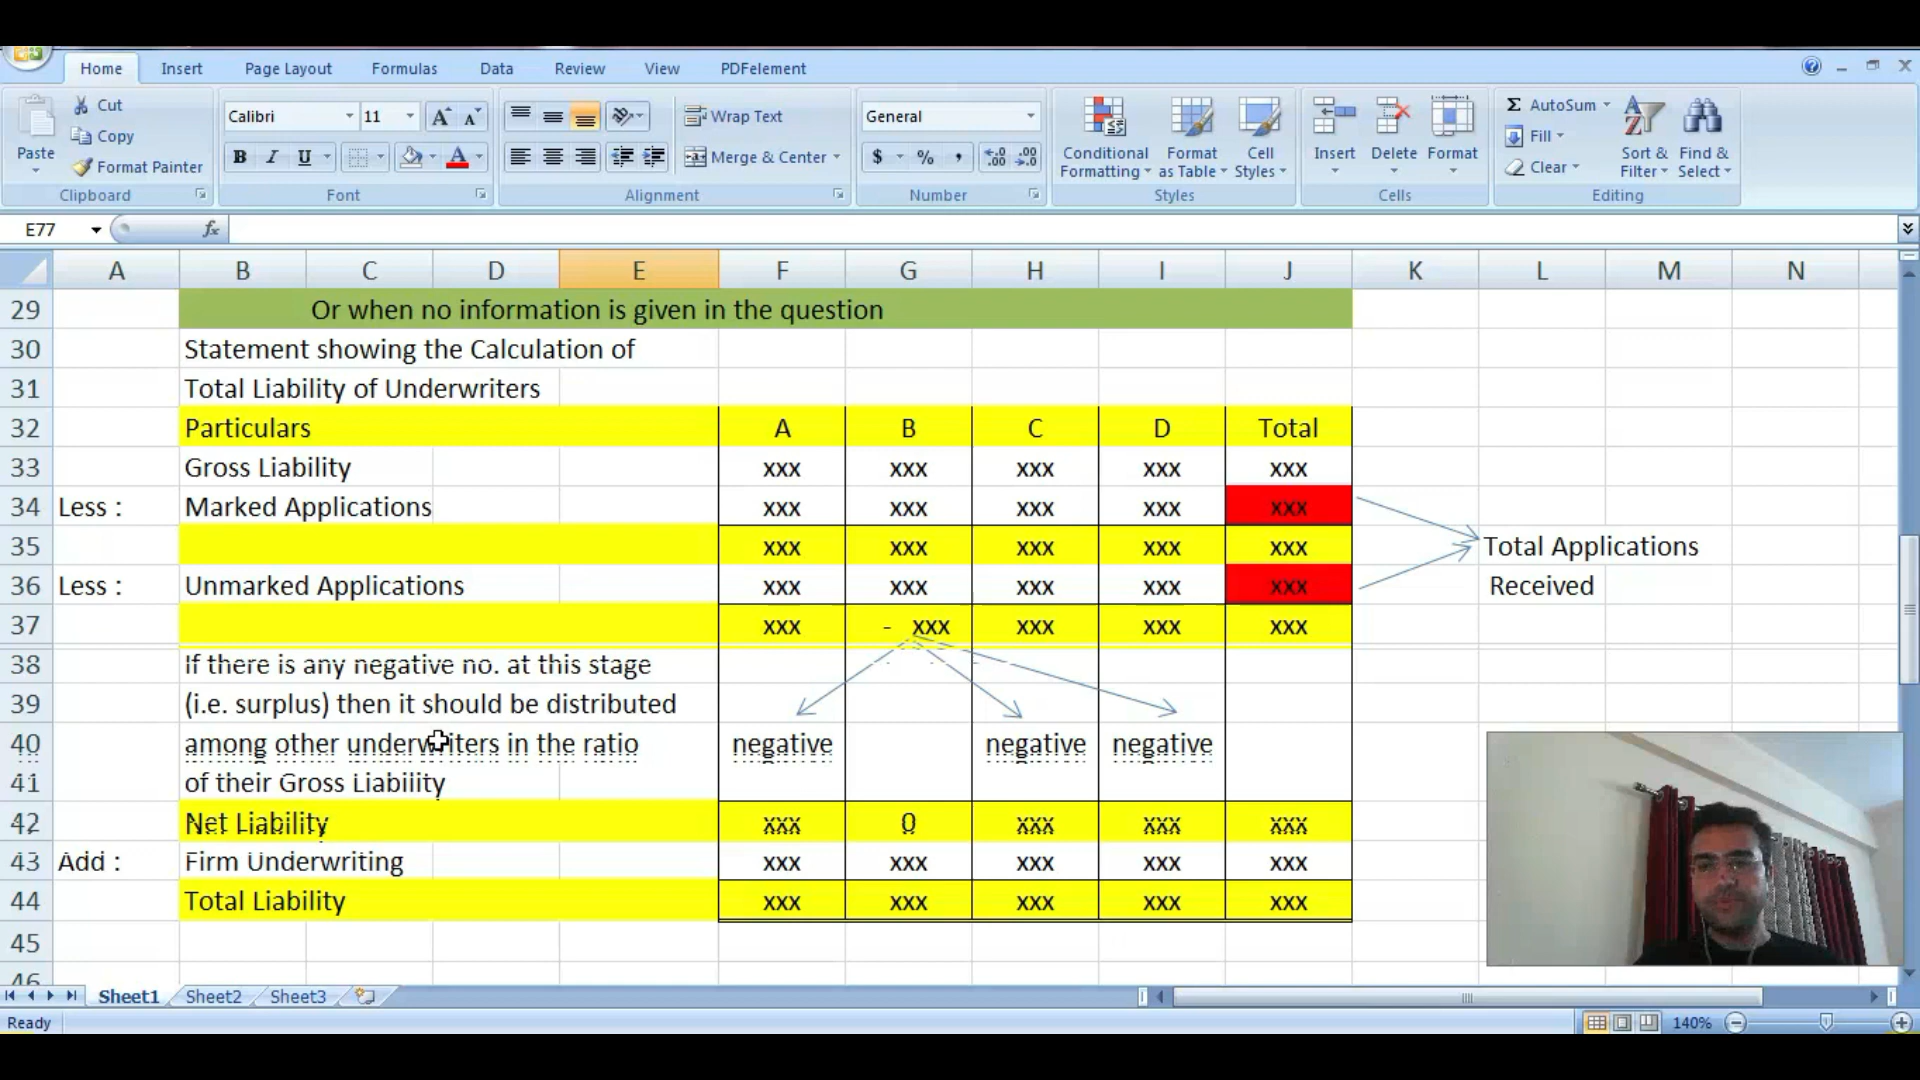 Home Insert Page Layout Formulas Data Review View PDFelement
Cut
Copy
Format Painter
Paste
Clipboard
Calibri 11
B I U
Font
Wrap Text
Merge & Center
Alignment
General
$ % ,
Number
Conditional Formatting
Format as Table
Cell Styles
Styles
Insert Delete Format
Cells
AutoSum
Fill
Clear
Sort & Filter
Find & Select
Editing
E77 fx
A B C D E F G H I J K L M N
29 Or when no information is given in the question
30 Statement showing the Calculation of
31 Total Liability of Underwriters
32 Particulars A B C D Total
33 Gross Liability xxx xxx xxx xxx xxx
34 Less : Marked Applications xxx xxx xxx xxx xxx
35 xxx xxx xxx xxx xxx Total Applications
36 Less : Unmarked Applications xxx xxx xxx xxx xxx Received
37 xxx - xxx xxx xxx xxx
38 If there is any negative no. at this stage
39 (i.e. surplus) then it should be distributed
40 among other underwriters in the ratio negative negative negative
41 of their Gross Liability
42 Net Liability xxx 0 xxx xxx xxx
43 Add : Firm Underwriting xxx xxx xxx xxx xxx
44 Total Liability xxx xxx xxx xxx xxx
45
46
Sheet1 Sheet2 Sheet3
Ready 140%